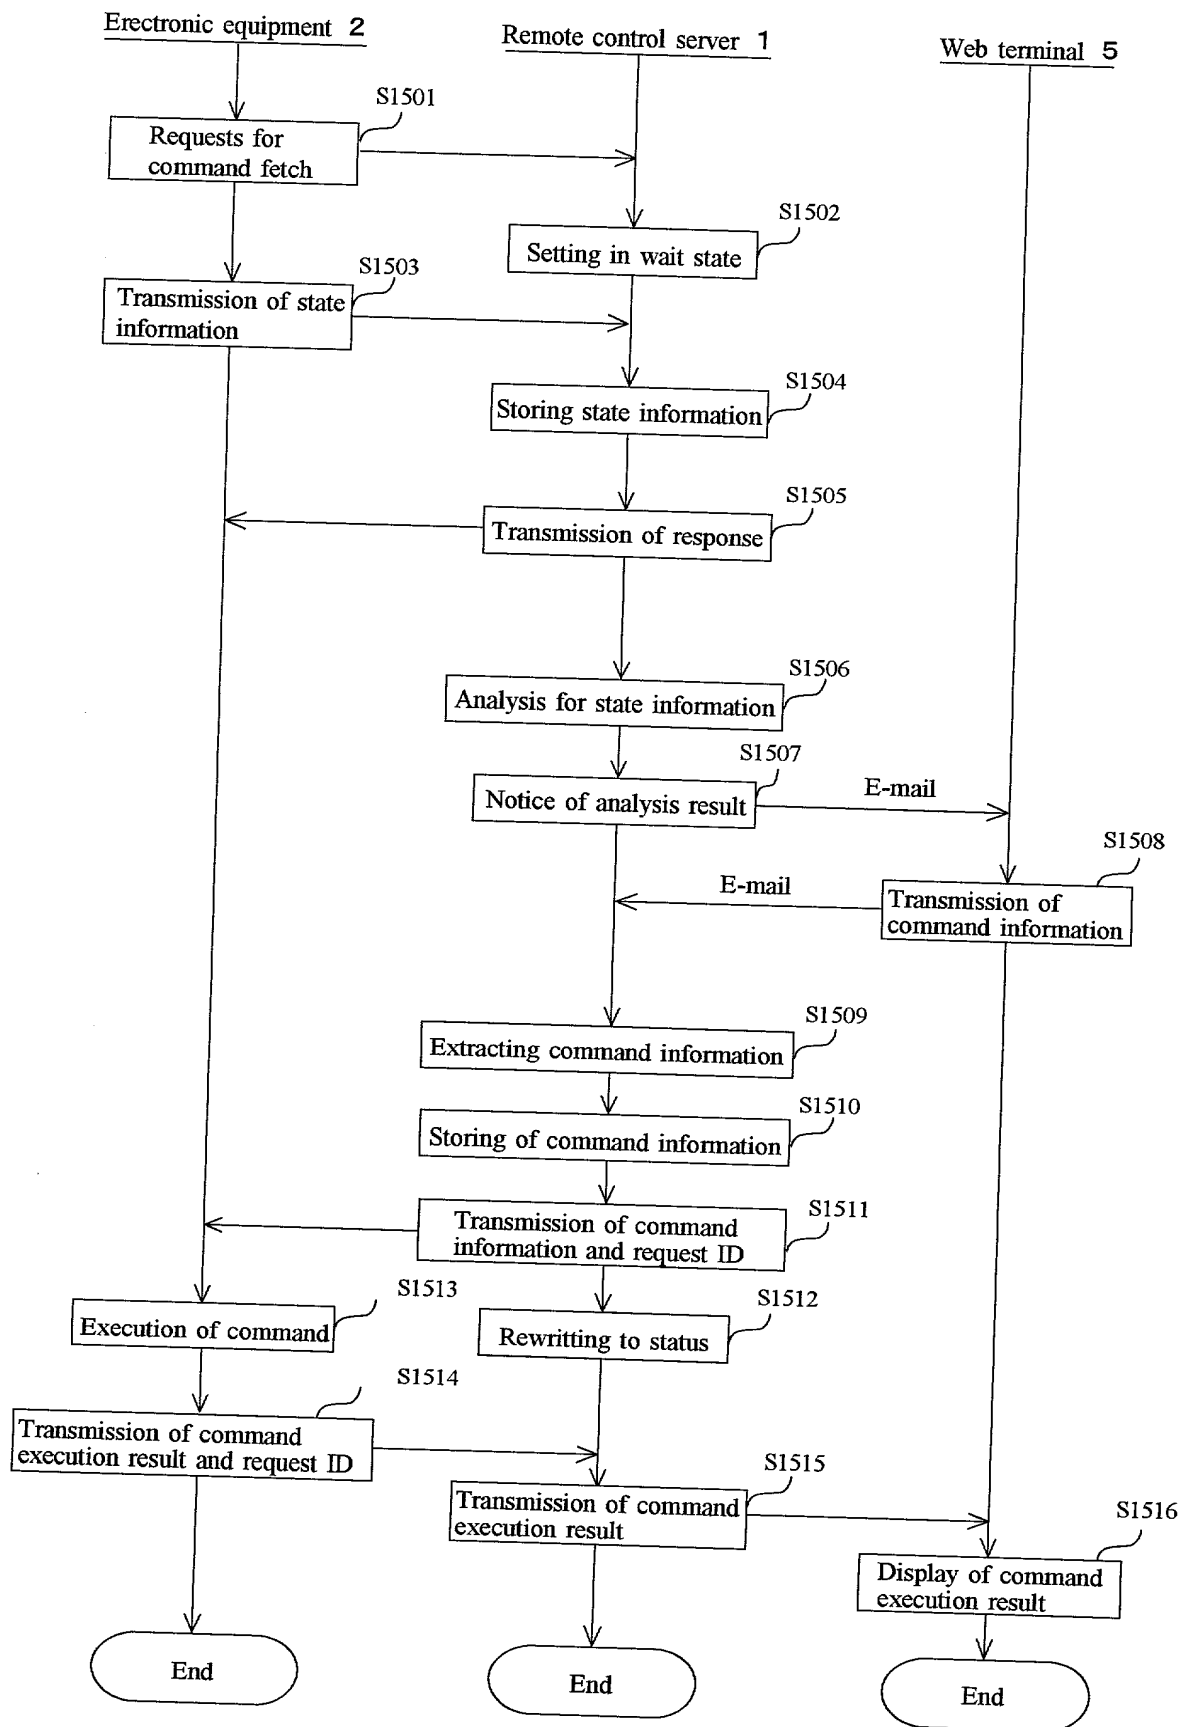 Erectronic equipment 2
Remote control server 1
Web terminal 5
S1501
Requests for
command fetch
S1502
Setting in wait state
S1503
Transmission of state
information
S1504
Storing state information
S1505
Transmission of response
S1506
Analysis for state information
S1507
Notice of analysis result
E-mail
S1508
E-mail
Transmission of
command information
S1509
Extracting command information
S1510
Storing of command information
S1511
Transmission of command
information and request ID
S1513
Execution of command
S1512
Rewritting to status
S1514
Transmission of command
execution result and request ID
S1515
Transmission of command
execution result
S1516
Display of command
execution result
End
End
End